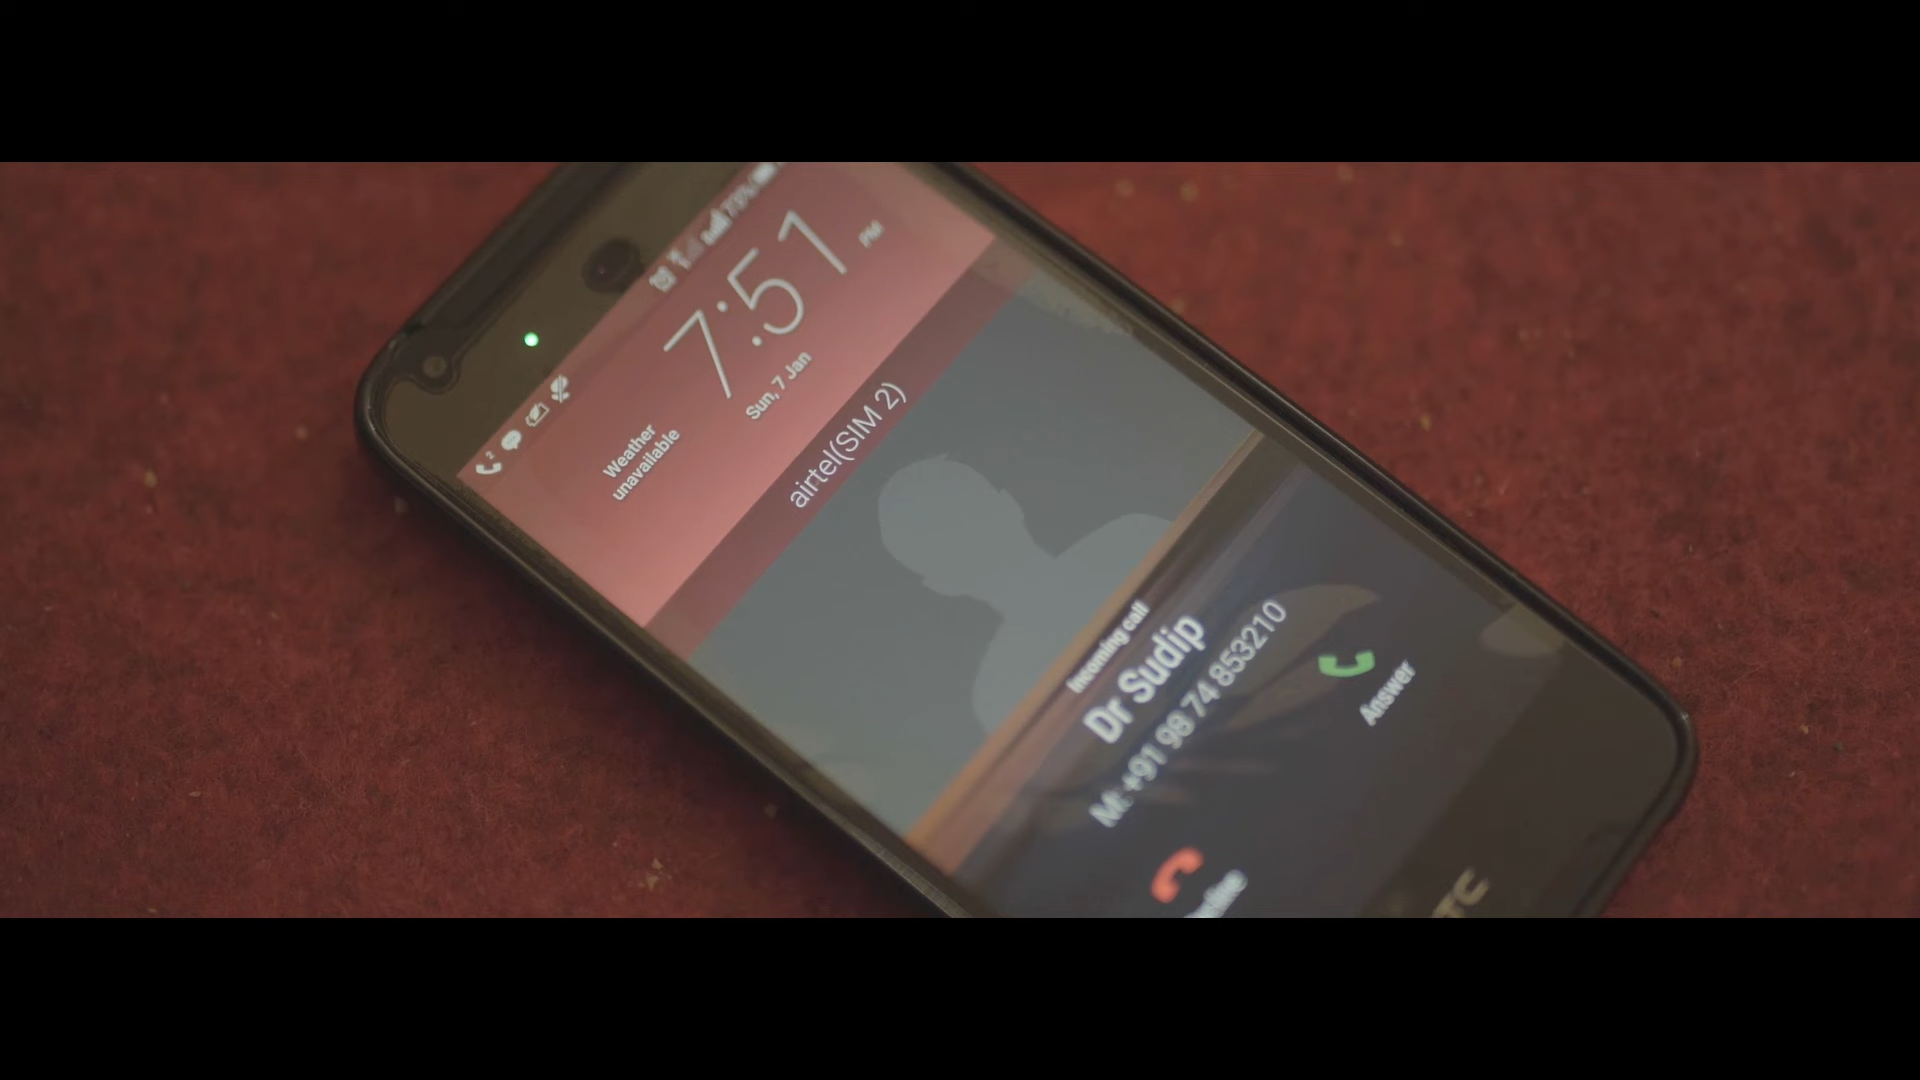 7:51 PM
Sun, 7 Jan
Weather
unavailable
airtel(SIM 2)
Incoming call
Dr Sudip
M: +91 98 74 853210
Answer